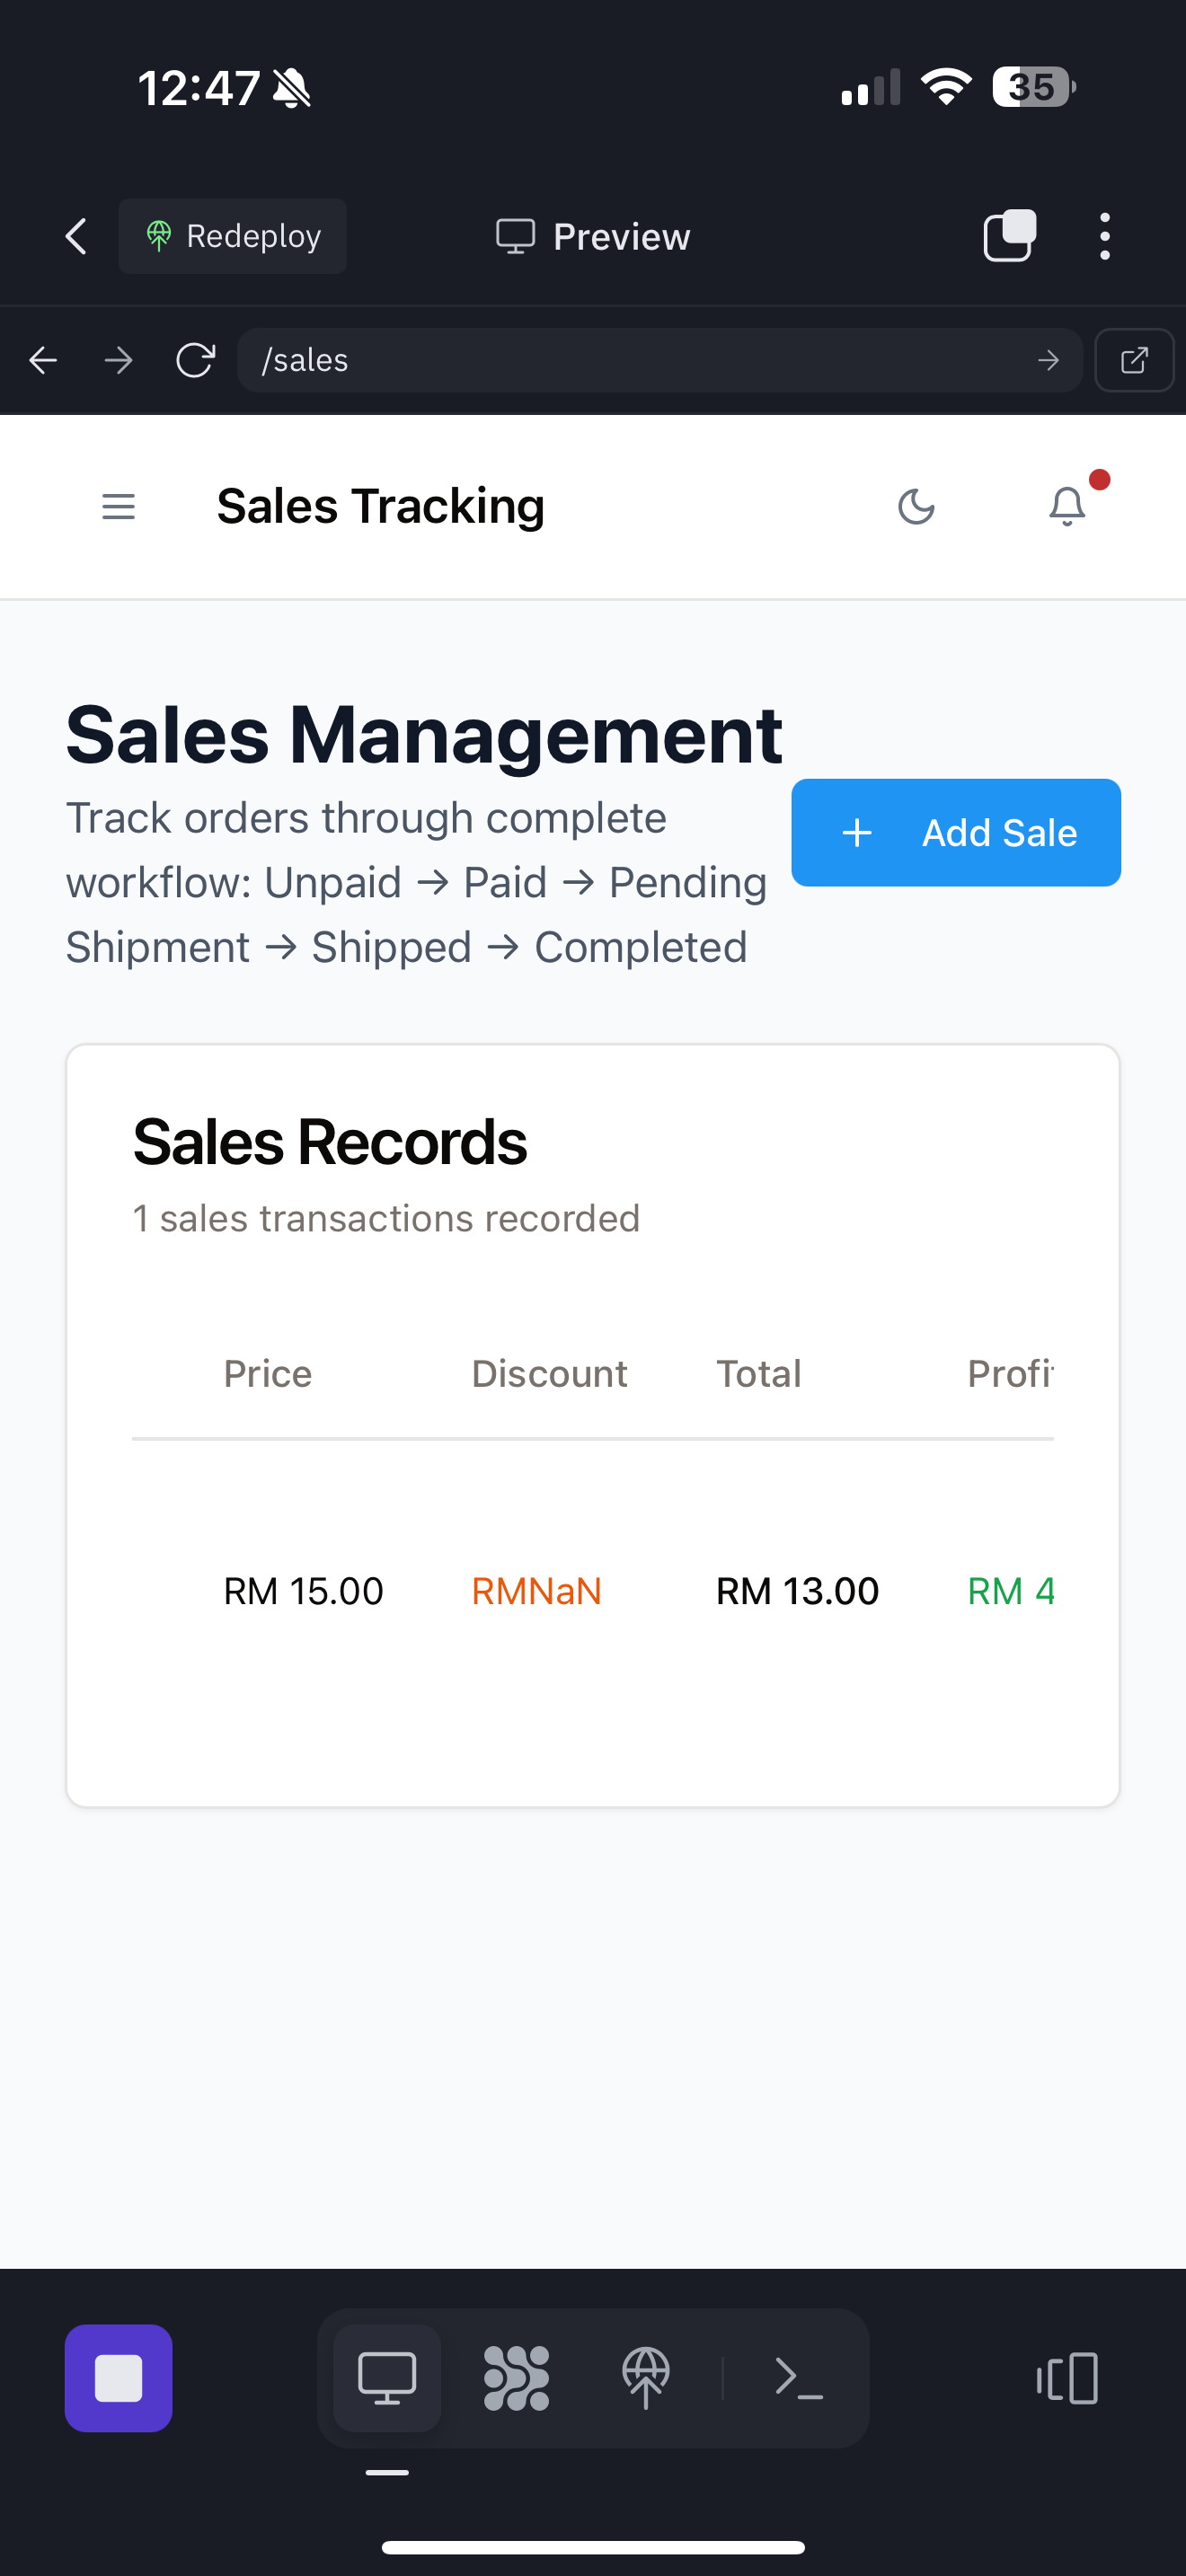 12:47
35
Redeploy
Preview
/sales
Sales Tracking
Sales Management
Track orders through complete
workflow: Unpaid → Paid → Pending
Shipment → Shipped → Completed
+ Add Sale
Sales Records
1 sales transactions recorded
Price Discount Total Profi
RM 15.00 RMNaN RM 13.00 RM 4